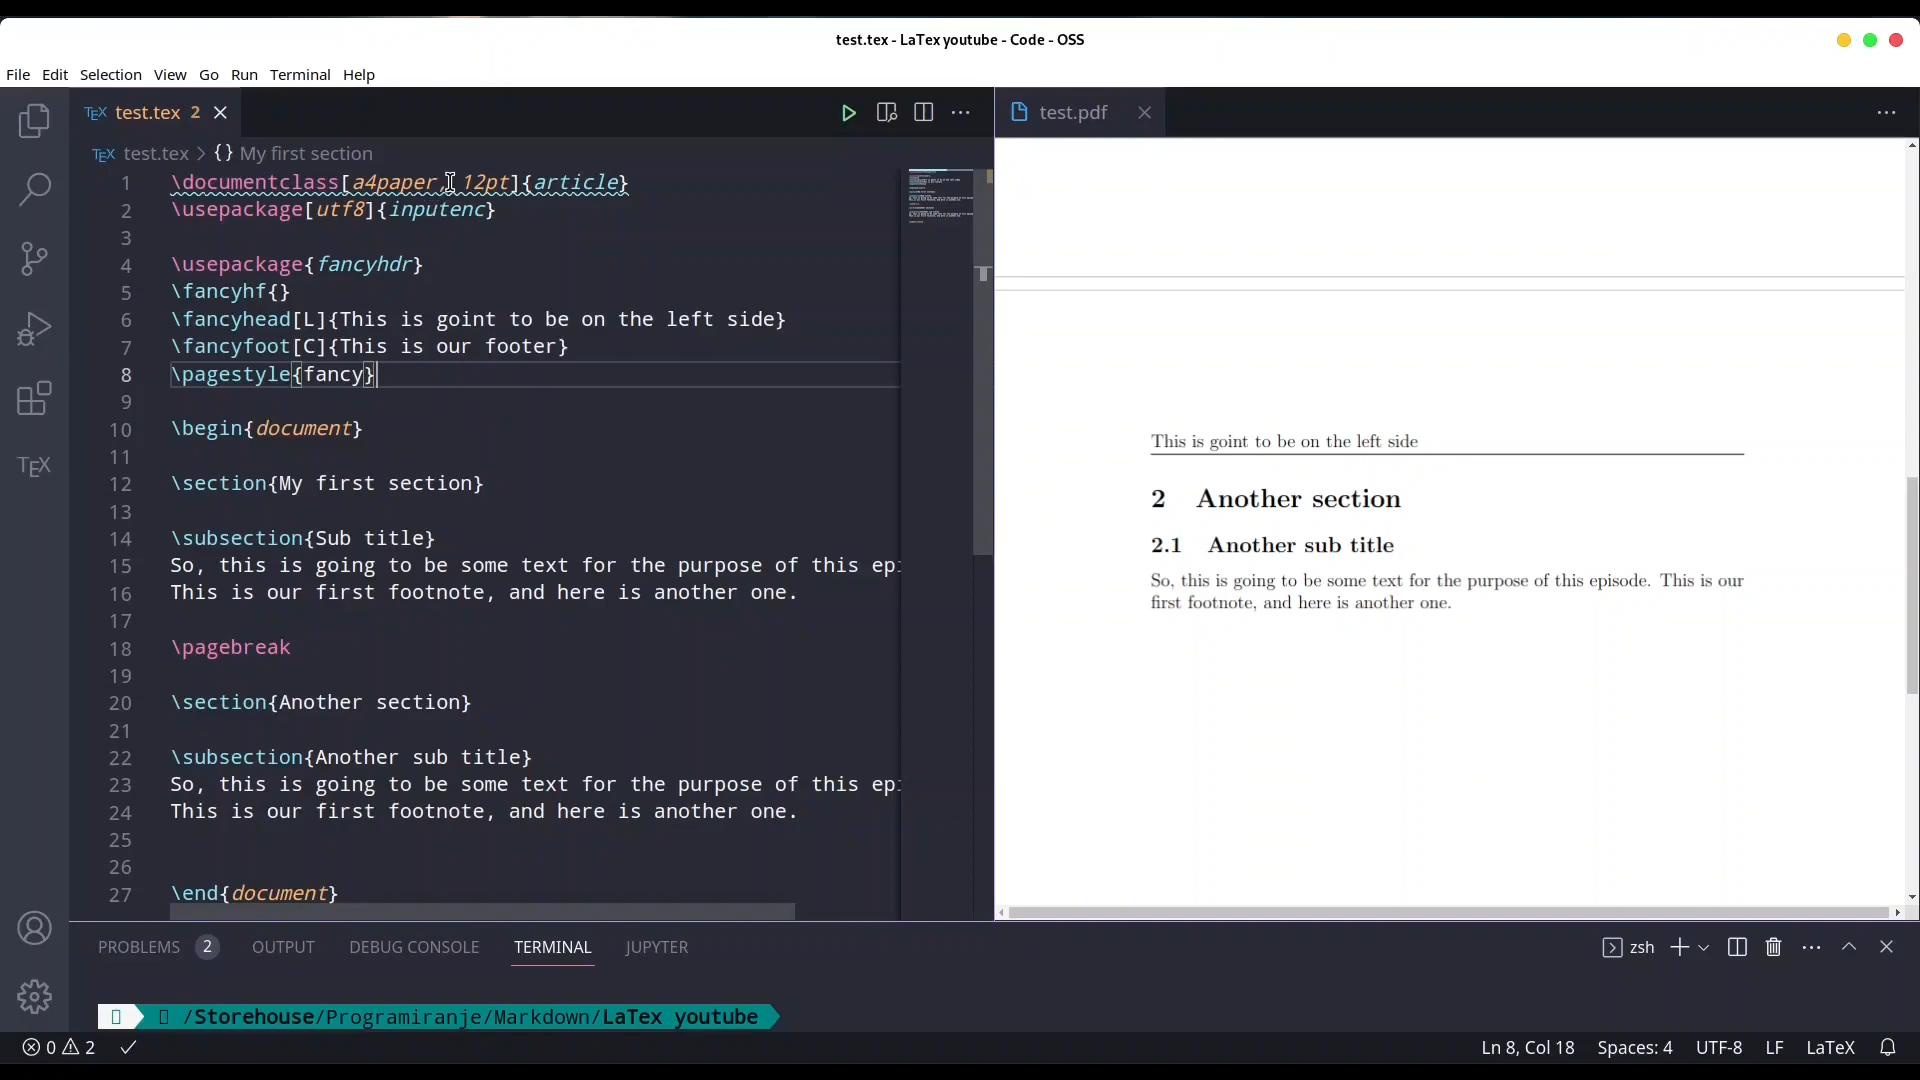 test.tex - LaTex youtube - Code - OSS
File Edit Selection View Go Run Terminal Help
TEX test.tex 2
test.pdf
TEX test.tex > {} My first section
1 \documentclass[a4paper, 12pt]{article}
2 \usepackage[utf8]{inputenc}
3
4 \usepackage{fancyhdr}
5 \fancyhf{}
6 \fancyhead[L]{This is goint to be on the left side}
7 \fancyfoot[C]{This is our footer}
8 \pagestyle{fancy}
9
10 \begin{document}
11
12 \section{My first section}
13
14 \subsection{Sub title}
15 So, this is going to be some text for the purpose of this epi
16 This is our first footnote, and here is another one.
17
18 \pagebreak
19
20 \section{Another section}
21
22 \subsection{Another sub title}
23 So, this is going to be some text for the purpose of this epi
24 This is our first footnote, and here is another one.
25
26
27 \end{document}
TEX
This is goint to be on the left side
2 Another section
2.1 Another sub title
So, this is going to be some text for the purpose of this episode. This is our
first footnote, and here is another one.
PROBLEMS 2 OUTPUT DEBUG CONSOLE TERMINAL JUPYTER
zsh
/Storehouse/Programiranje/Markdown/LaTex youtube
0 2
Ln 8, Col 18 Spaces: 4 UTF-8 LF LaTeX